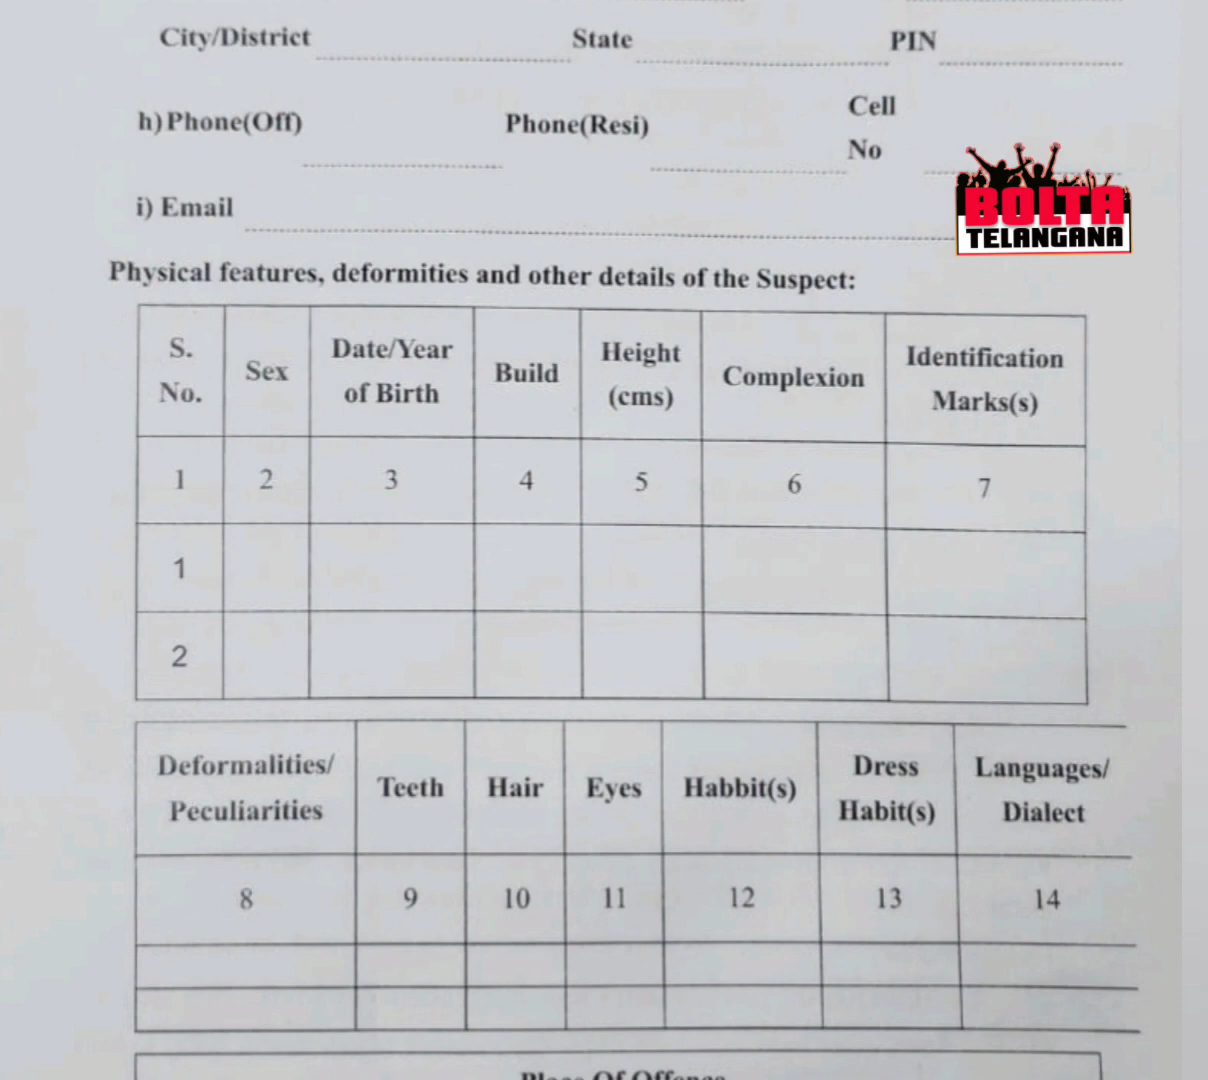 City/District State PIN
h) Phone(Off) Phone(Resi) Cell No
i) Email
BOLTA
TELANGANA
Physical features, deformities and other details of the Suspect:
S. No. Sex Date/Year of Birth Build Height (cms) Complexion Identification Marks(s)
1 2 3 4 5 6 7
1
2
Deformalities/ Peculiarities Teeth Hair Eyes Habbit(s) Dress Habit(s) Languages/ Dialect
8 9 10 11 12 13 14
Place Of Offence